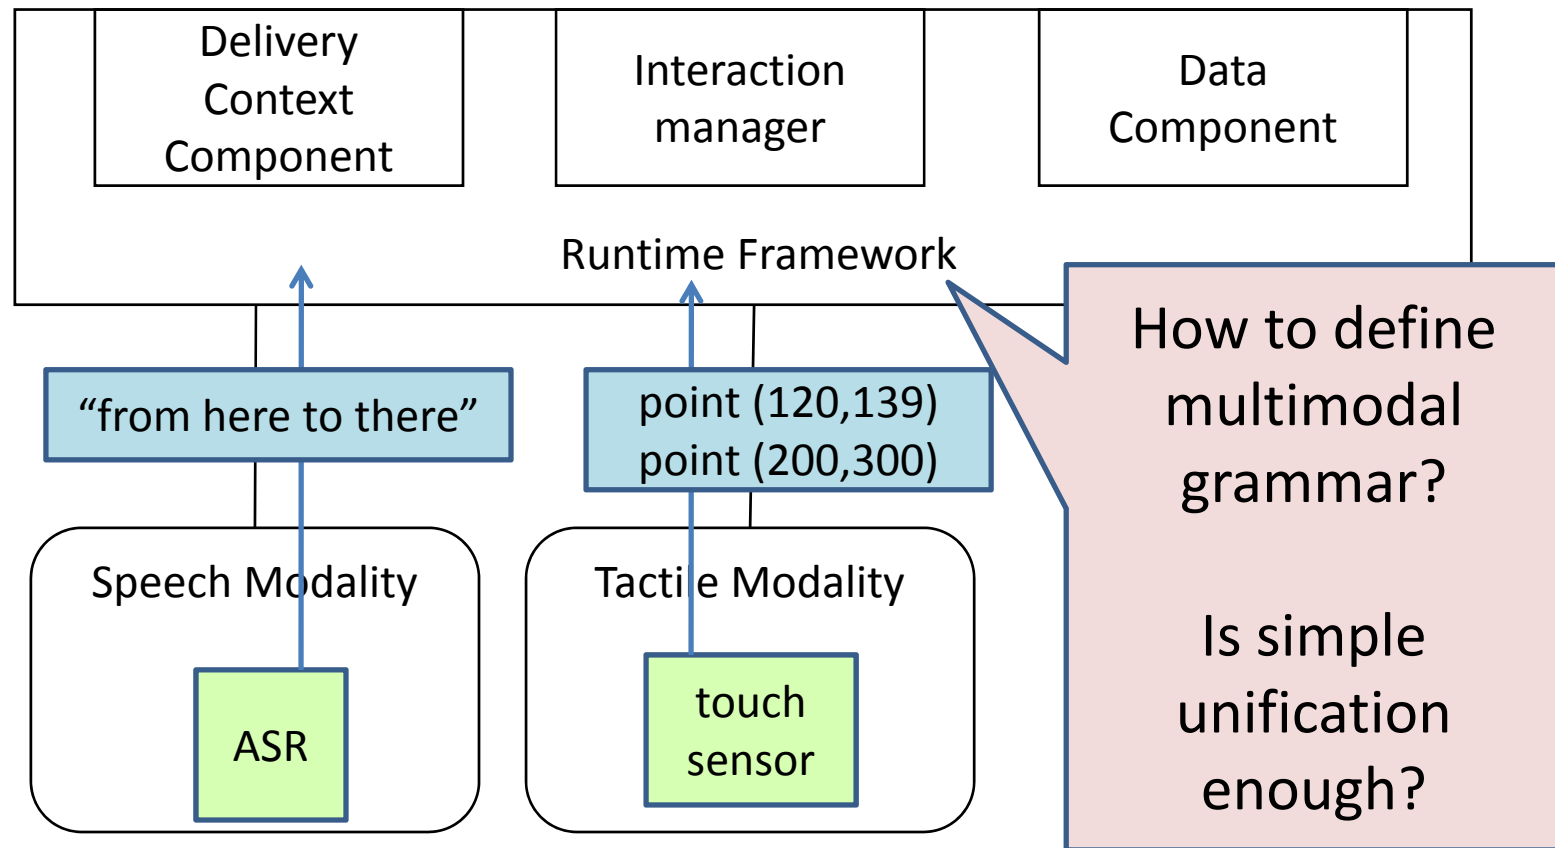 Delivery
Context
Component
Interaction
manager
Data
Component
Runtime Framework
“from here to there”
point (120,139)
point (200,300)
Speech Modality
ASR
Tactile Modality
touch
sensor
How to define
multimodal
grammar?
Is simple
unification
enough?